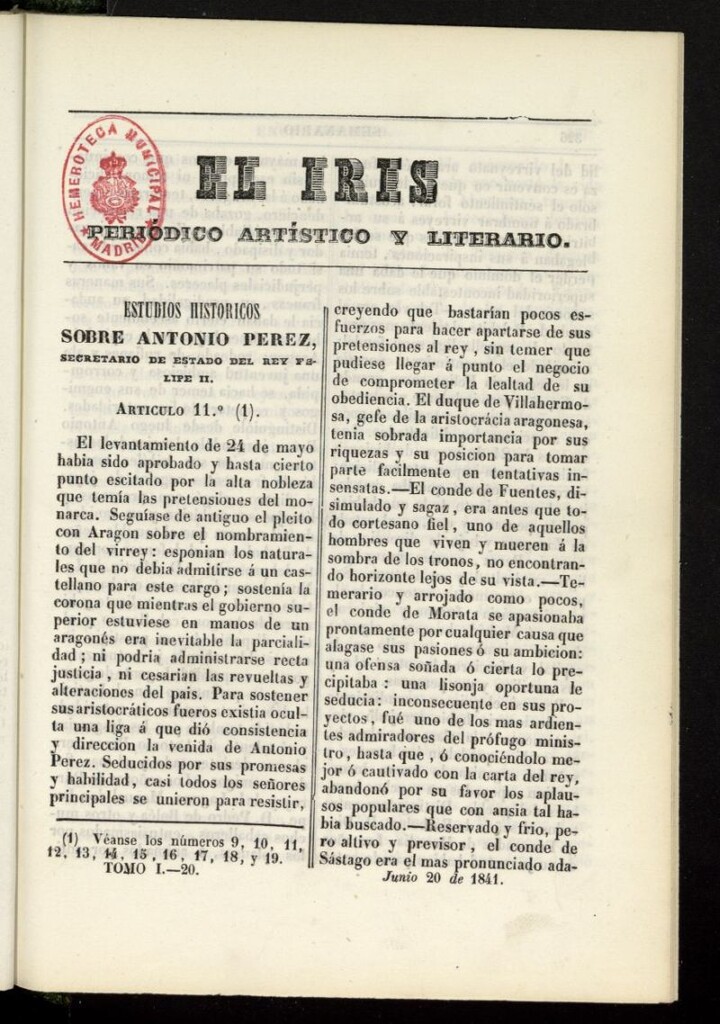 HEMEROTECA MUNICIPAL
* MADRID *
EL IRIS
PERIÓDICO ARTÍSTICO Y LITERARIO.
ESTUDIOS HISTORICOS
SOBRE ANTONIO PEREZ,
SECRETARIO DE ESTADO DEL REY FE-
LIPE II.
ARTICULO 11.º (1).
El levantamiento de 24 de mayo
habia sido aprobado y hasta cierto
punto escitado por la alta nobleza
que temía las pretensiones del mo-
narca. Seguíase de antiguo el pleito
con Aragon sobre el nombramien-
to del virrey: esponian los natura-
les que no debia admitirse á un cas-
tellano para este cargo; sostenía la
corona que mientras el gobierno su-
perior estuviese en manos de un
aragonés era inevitable la parciali-
dad; ni podria administrarse recta
justicia, ni cesarian las revueltas y
alteraciones del pais. Para sostener
sus aristocráticos fueros existia ocul-
ta una liga á que dió consistencia
y direccion la venida de Antonio
Perez. Seducidos por sus promesas
y habilidad, casi todos los señores
principales se unieron para resistir,
(1) Véanse los números 9, 10, 11,
12, 13, 14, 15, 16, 17, 18, y 19.
TOMO I.—20.
creyendo que bastarían pocos es-
fuerzos para hacer apartarse de sus
pretensiones al rey, sin temer que
pudiese llegar á punto el negocio
de comprometer la lealtad de su
obediencia. El duque de Villahermo-
sa, gefe de la aristocrácia aragonesa,
tenia sobrada importancia por sus
riquezas y su posicion para tomar
parte facilmente en tentativas in-
sensatas.—El conde de Fuentes, di-
simulado y sagaz, era antes que to-
do cortesano fiel, uno de aquellos
hombres que viven y mueren á la
sombra de los tronos, no encontran-
do horizonte lejos de su vista.—Te-
merario y arrojado como pocos,
el conde de Morata se apasionaba
prontamente por cualquier causa que
alagase sus pasiones ó su ambicion:
una ofensa soñada ó cierta lo pre-
cipitaba: una lisonja oportuna le
seducia: inconsecuente en sus pro-
yectos, fué uno de los mas ardien-
tes admiradores del prófugo minis-
tro, hasta que, ó conociéndolo me-
jor ó cautivado con la carta del rey,
abandonó por su favor los aplau-
sos populares que con ansia tal ha-
bia buscado.—Reservado y frio, pe-
ro altivo y previsor, el conde de
Sástago era el mas pronunciado ada-
Junio 20 de 1841.